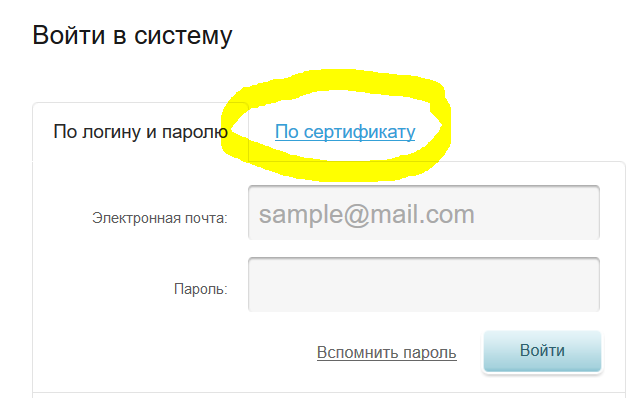 Войти в систему
По логину и паролю По сертификату
Электронная почта: sample@mail.com
Пароль:
Вспомнить пароль Войти